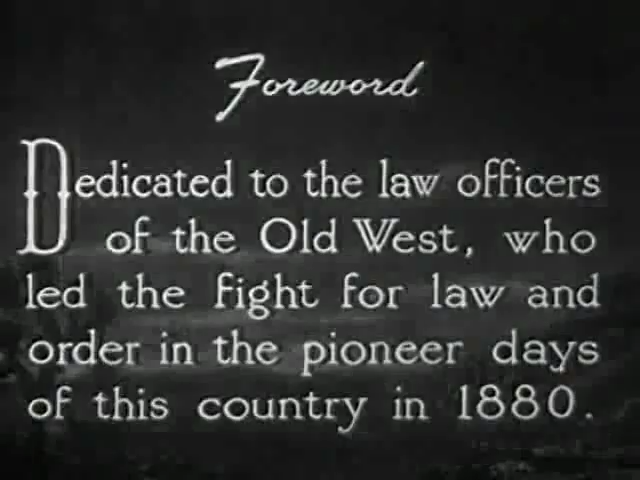 Foreword
Dedicated to the law officers
of the Old West, who
led the fight for law and
order in the pioneer days
of this country in 1880.